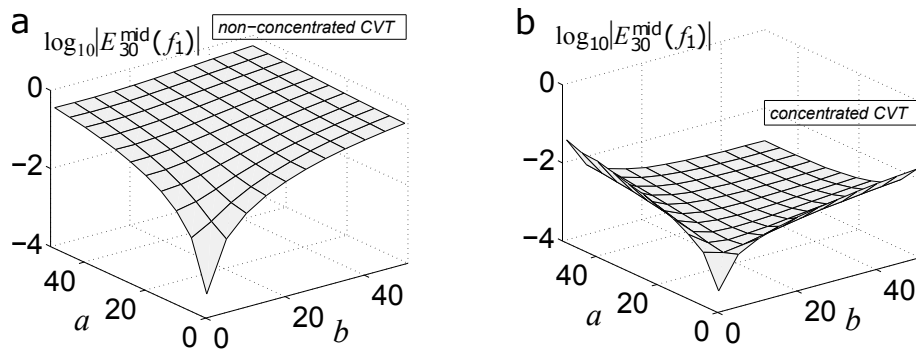 a
log₁₀|E₃₀ᵐⁱᵈ(f₁)|
non−concentrated CVT
0
−2
−4
40
20
0
a
0
20
40
b
b
log₁₀|E₃₀ᵐⁱᵈ(f₁)|
concentrated CVT
0
−2
−4
40
20
0
a
0
20
40
b